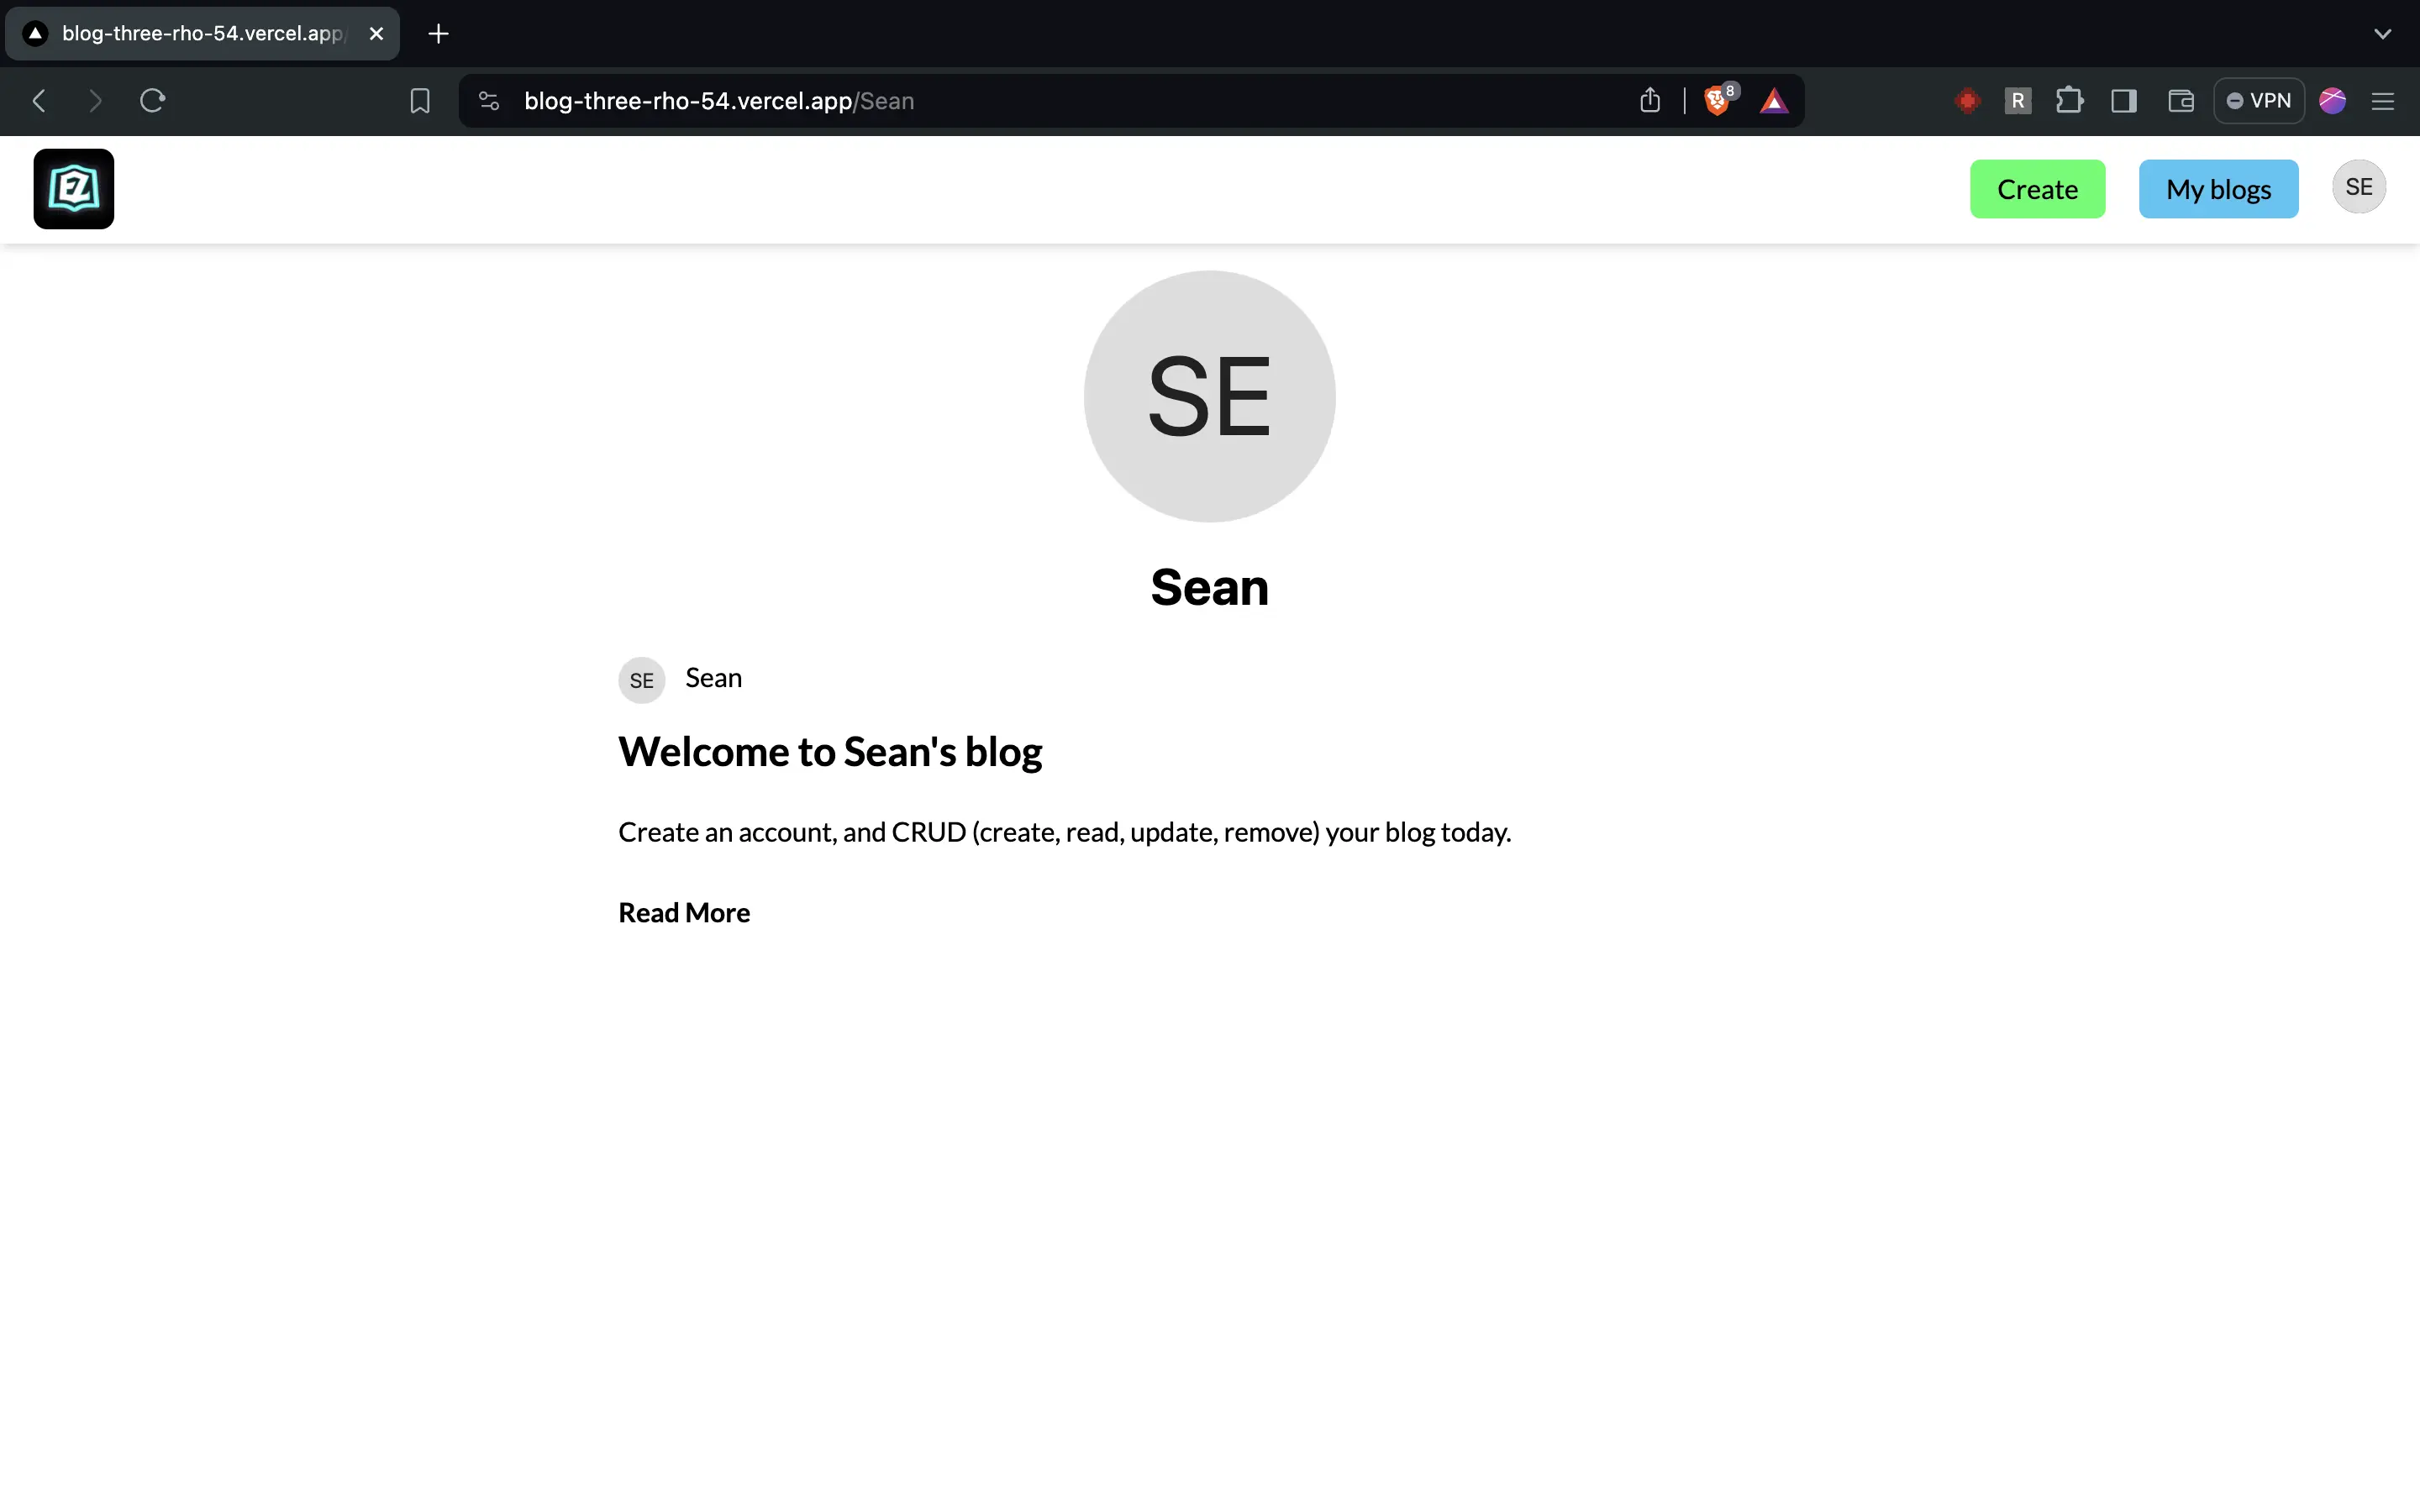 blog-three-rho-54.vercel.app/
blog-three-rho-54.vercel.app/Sean
8
R
VPN
EZ
Create
My blogs
SE
SE
Sean
SE
Sean
Welcome to Sean's blog
Create an account, and CRUD (create, read, update, remove) your blog today.
Read More